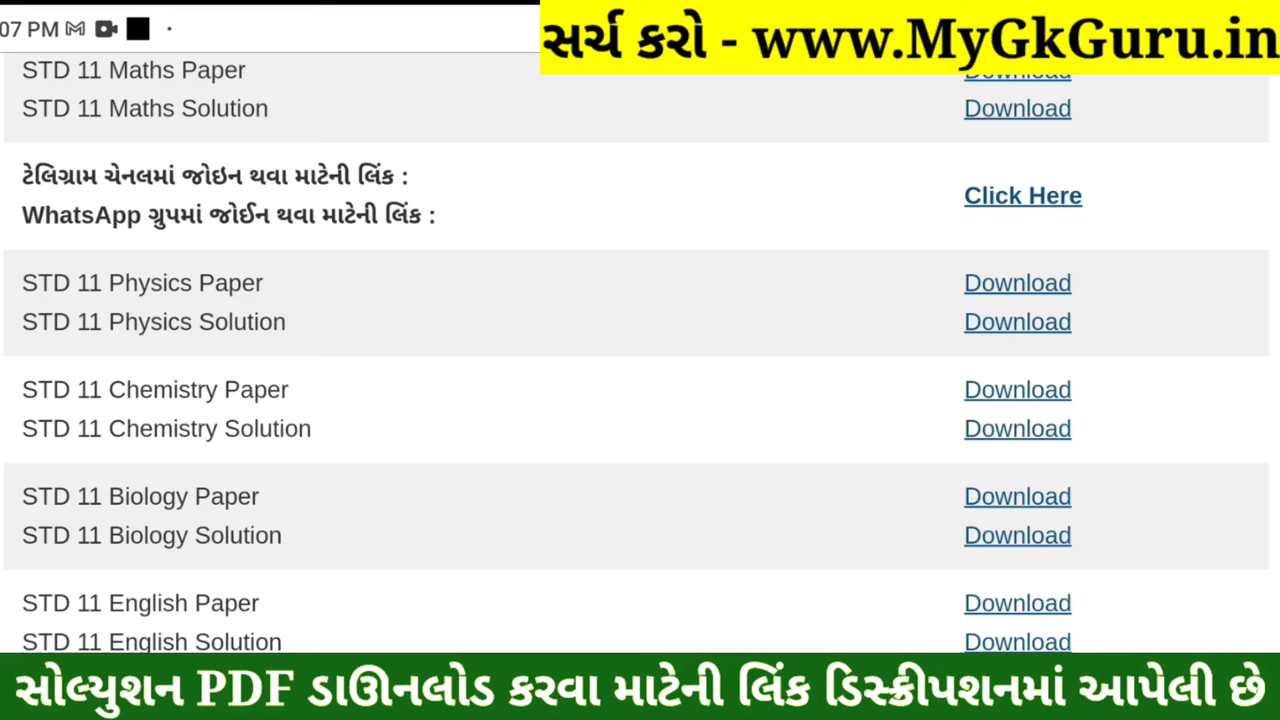 07 PM
સર્ચ કરો - www.MyGkGuru.in
STD 11 Maths Paper Download
STD 11 Maths Solution Download
ટેલિગ્રામ ચેનલમાં જોઇન થવા માટેની લિંક :
Click Here
WhatsApp ગ્રુપમાં જોઈન થવા માટેની લિંક :
STD 11 Physics Paper Download
STD 11 Physics Solution Download
STD 11 Chemistry Paper Download
STD 11 Chemistry Solution Download
STD 11 Biology Paper Download
STD 11 Biology Solution Download
STD 11 English Paper Download
STD 11 English Solution Download
સોલ્યુશન PDF ડાઊનલોડ કરવા માટેની લિંક ડિસ્ક્રીપશનમાં આપેલી છે